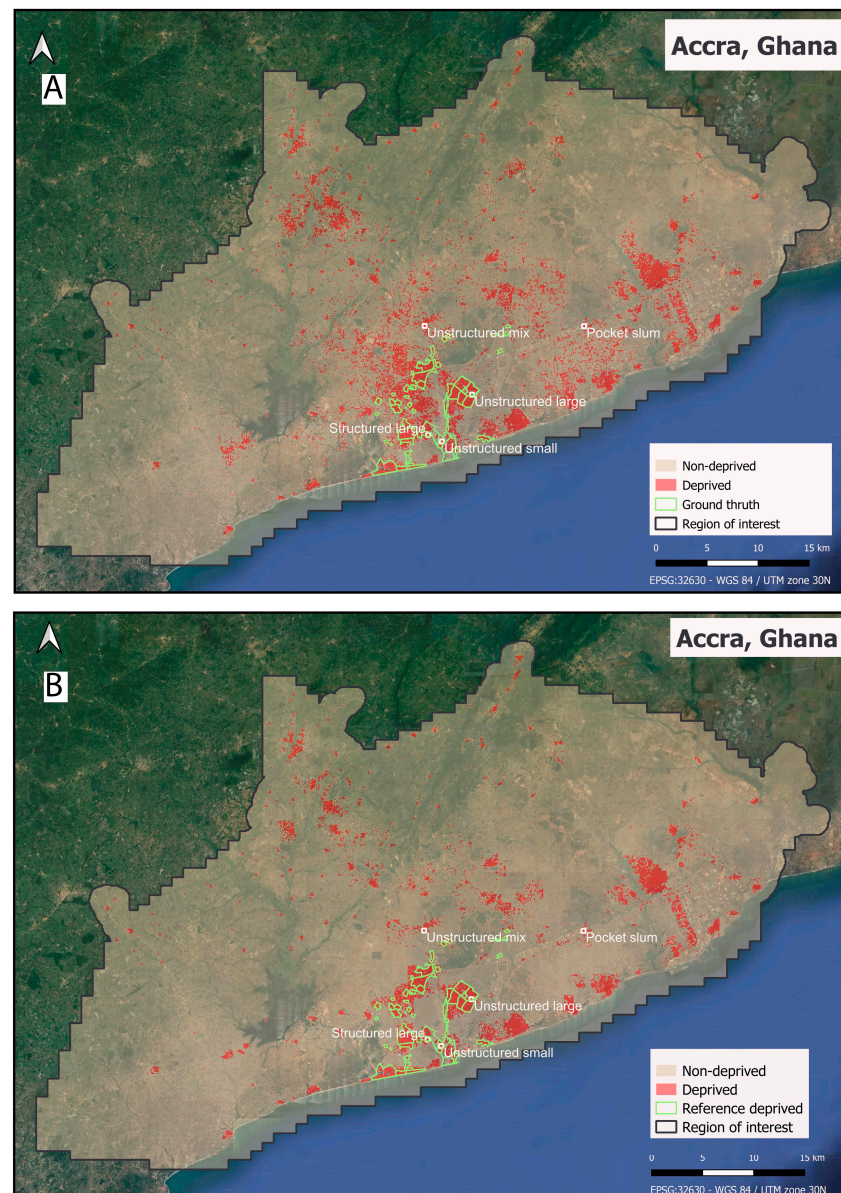 Accra, Ghana
A
Unstructured mix
Pocket slum
Unstructured large
Structured large
Unstructured small
Non-deprived
Deprived
Ground thruth
Region of interest
0 5 10 15 km
EPSG:32630 - WGS 84 / UTM zone 30N
Accra, Ghana
B
Unstructured mix
Pocket slum
Unstructured large
Structured large
Unstructured small
Non-deprived
Deprived
Reference deprived
Region of interest
0 5 10 15 km
EPSG:32630 - WGS 84 / UTM zone 30N